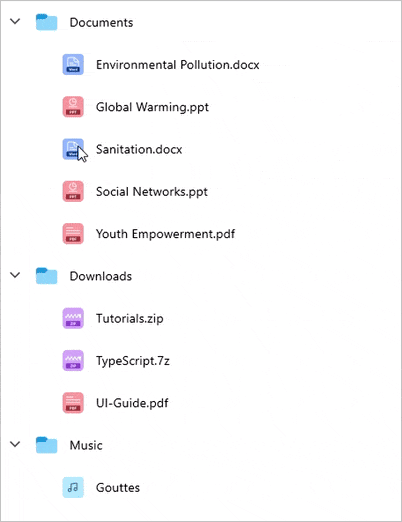 Documents
Environmental Pollution.docx
Global Warming.ppt
Sanitation.docx
Social Networks.ppt
Youth Empowerment.pdf
Downloads
Tutorials.zip
TypeScript.7z
UI-Guide.pdf
Music
Gouttes